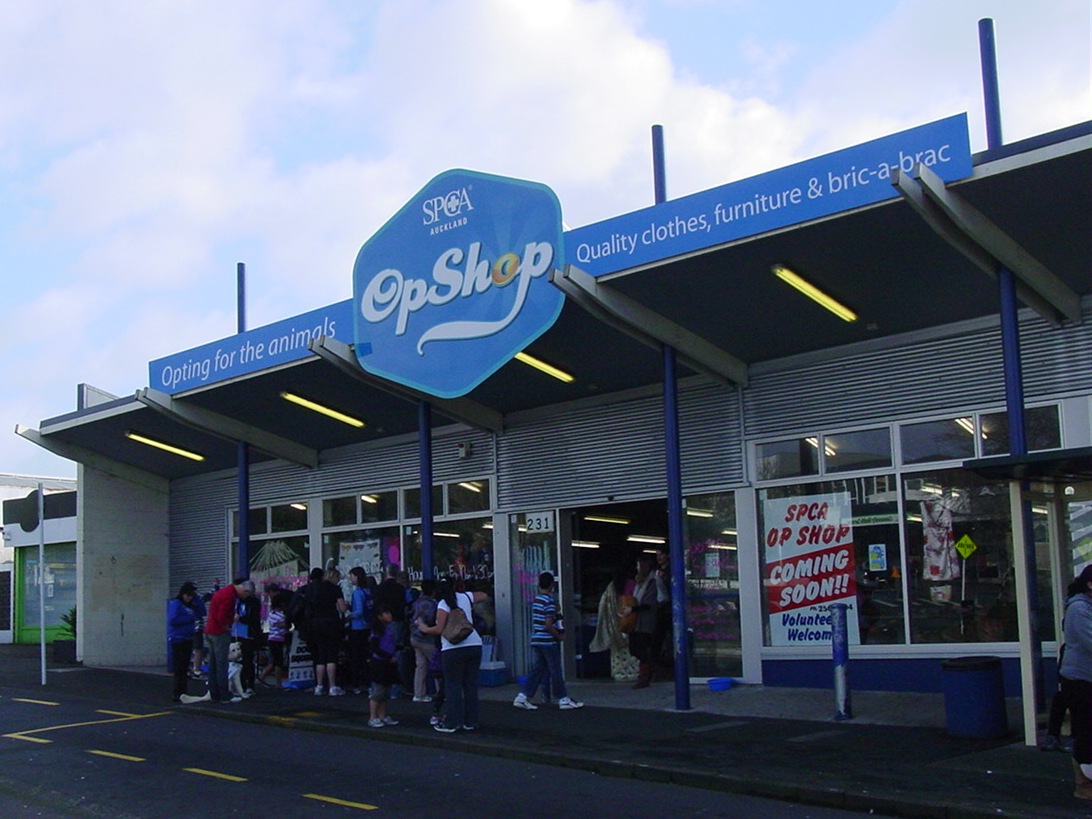 SPCA
AUCKLAND
OpShop
Opting for the animals
Quality clothes, furniture & bric-a-brac
231
SPCA
OP SHOP
COMING
SOON!!
Volunteers
Welcome